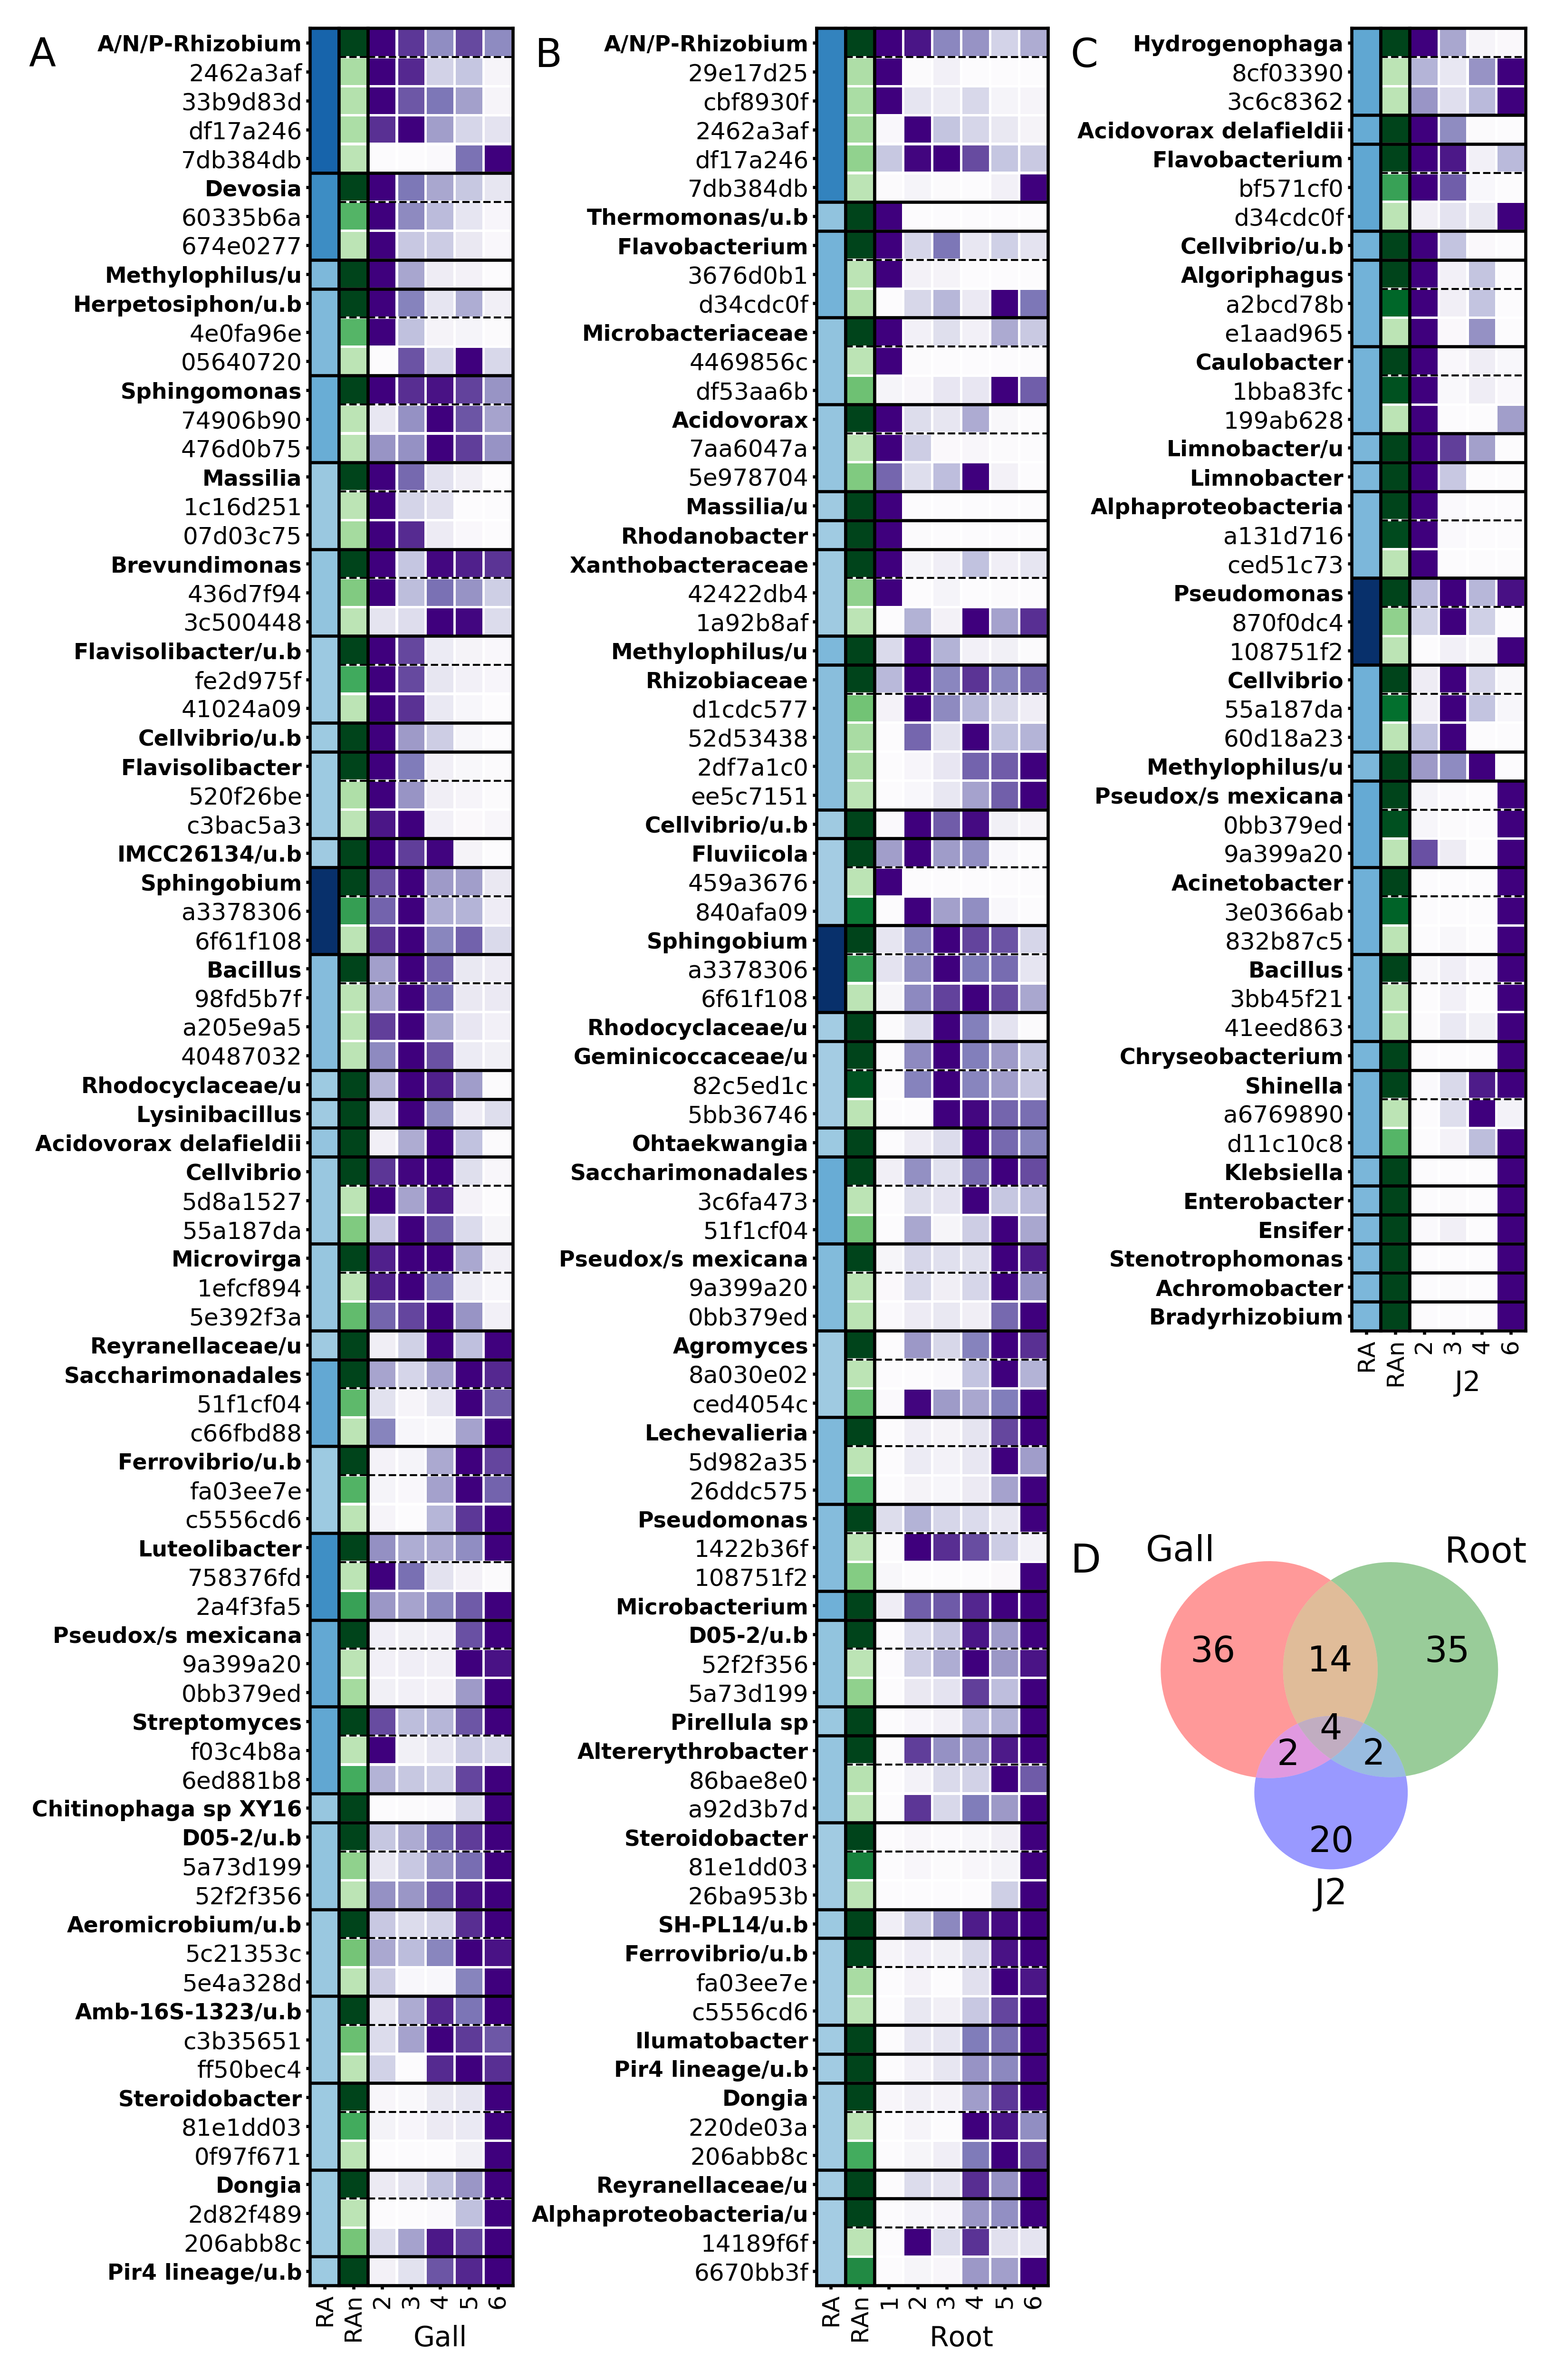 A
A/N/P-Rhizobium
2462a3af
33b9d83d
df17a246
7db384db
Devosia
60335b6a
674e0277
Methylophilus/u
Herpetosiphon/u.b
4e0fa96e
05640720
Sphingomonas
74906b90
476d0b75
Massilia
1c16d251
07d03c75
Brevundimonas
436d7f94
3c500448
Flavisolibacter/u.b
fe2d975f
41024a09
Cellvibrio/u.b
Flavisolibacter
520f26be
c3bac5a3
IMCC26134/u.b
Sphingobium
a3378306
6f61f108
Bacillus
98fd5b7f
a205e9a5
40487032
Rhodocyclaceae/u
Lysinibacillus
Acidovorax delafieldii
Cellvibrio
5d8a1527
55a187da
Microvirga
1efcf894
5e392f3a
Reyranellaceae/u
Saccharimonadales
51f1cf04
c66fbd88
Ferrovibrio/u.b
fa03ee7e
c5556cd6
Luteolibacter
758376fd
2a4f3fa5
Pseudox/s mexicana
9a399a20
0bb379ed
Streptomyces
f03c4b8a
6ed881b8
Chitinophaga sp XY16
D05-2/u.b
5a73d199
52f2f356
Aeromicrobium/u.b
5c21353c
5e4a328d
Amb-16S-1323/u.b
c3b35651
ff50bec4
Steroidobacter
81e1dd03
0f97f671
Dongia
2d82f489
206abb8c
Pir4 lineage/u.b
RA RAn 2 3 4 5 6
Gall
B
A/N/P-Rhizobium
29e17d25
cbf8930f
2462a3af
df17a246
7db384db
Thermomonas/u.b
Flavobacterium
3676d0b1
d34cdc0f
Microbacteriaceae
4469856c
df53aa6b
Acidovorax
7aa6047a
5e978704
Massilia/u
Rhodanobacter
Xanthobacteraceae
42422db4
1a92b8af
Methylophilus/u
Rhizobiaceae
d1cdc577
52d53438
2df7a1c0
ee5c7151
Cellvibrio/u.b
Fluviicola
459a3676
840afa09
Sphingobium
a3378306
6f61f108
Rhodocyclaceae/u
Geminicoccaceae/u
82c5ed1c
5bb36746
Ohtaekwangia
Saccharimonadales
3c6fa473
51f1cf04
Pseudox/s mexicana
9a399a20
0bb379ed
Agromyces
8a030e02
ced4054c
Lechevalieria
5d982a35
26ddc575
Pseudomonas
1422b36f
108751f2
Microbacterium
D05-2/u.b
52f2f356
5a73d199
Pirellula sp
Altererythrobacter
86bae8e0
a92d3b7d
Steroidobacter
81e1dd03
26ba953b
SH-PL14/u.b
Ferrovibrio/u.b
fa03ee7e
c5556cd6
Ilumatobacter
Pir4 lineage/u.b
Dongia
220de03a
206abb8c
Reyranellaceae/u
Alphaproteobacteria/u
14189f6f
6670bb3f
RA RAn 1 2 3 4 5 6
Root
C
Hydrogenophaga
8cf03390
3c6c8362
Acidovorax delafieldii
Flavobacterium
bf571cf0
d34cdc0f
Cellvibrio/u.b
Algoriphagus
a2bcd78b
e1aad965
Caulobacter
1bba83fc
199ab628
Limnobacter/u
Limnobacter
Alphaproteobacteria
a131d716
ced51c73
Pseudomonas
870f0dc4
108751f2
Cellvibrio
55a187da
60d18a23
Methylophilus/u
Pseudox/s mexicana
0bb379ed
9a399a20
Acinetobacter
3e0366ab
832b87c5
Bacillus
3bb45f21
41eed863
Chryseobacterium
Shinella
a6769890
d11c10c8
Klebsiella
Enterobacter
Ensifer
Stenotrophomonas
Achromobacter
Bradyrhizobium
RA RAn 2 3 4 6
J2
D
Gall Root
36 14 35
4
2 2
20
J2